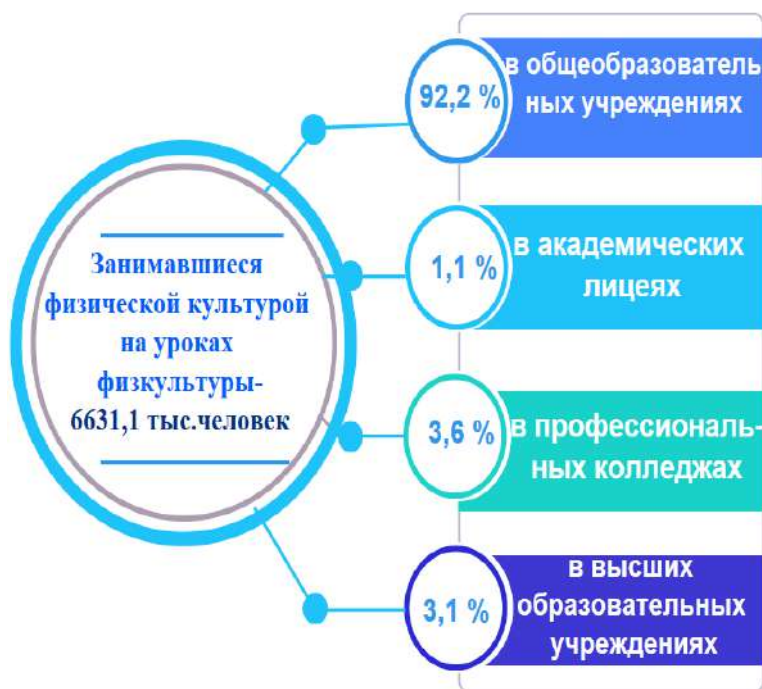 Занимавшиеся
физической культурой
на уроках
физкультуры-
6631,1 тыс.человек
92,2 %
в общеобразователь
ных учреждениях
1,1 %
в академических
лицеях
3,6 %
в профессиональ-
ных колледжах
3,1 %
в высших
образовательных
учреждениях